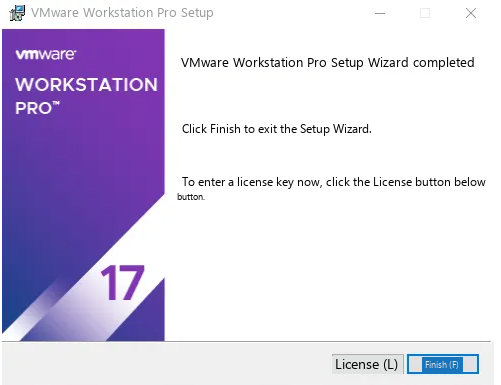 VMware Workstation Pro Setup
vmware®
WORKSTATION
PRO™
17
VMware Workstation Pro Setup Wizard completed
Click Finish to exit the Setup Wizard.
To enter a license key now, click the License button below
button.
License (L)
Finish (F)